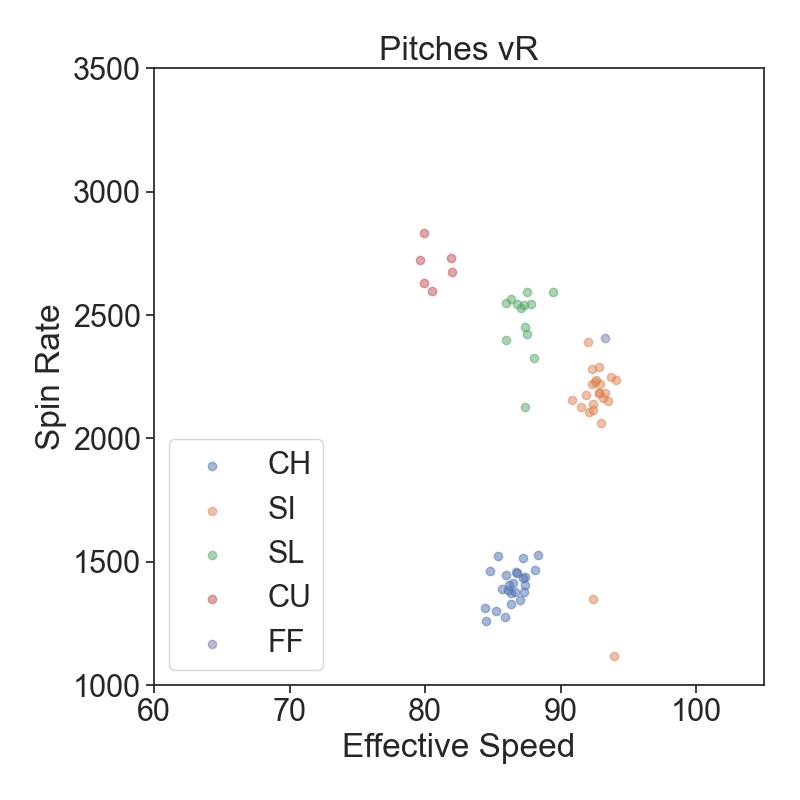 Pitches vR
3500
3000
2500
2000
1500
1000
Spin Rate
CH
SI
SL
CU
FF
60 70 80 90 100
Effective Speed